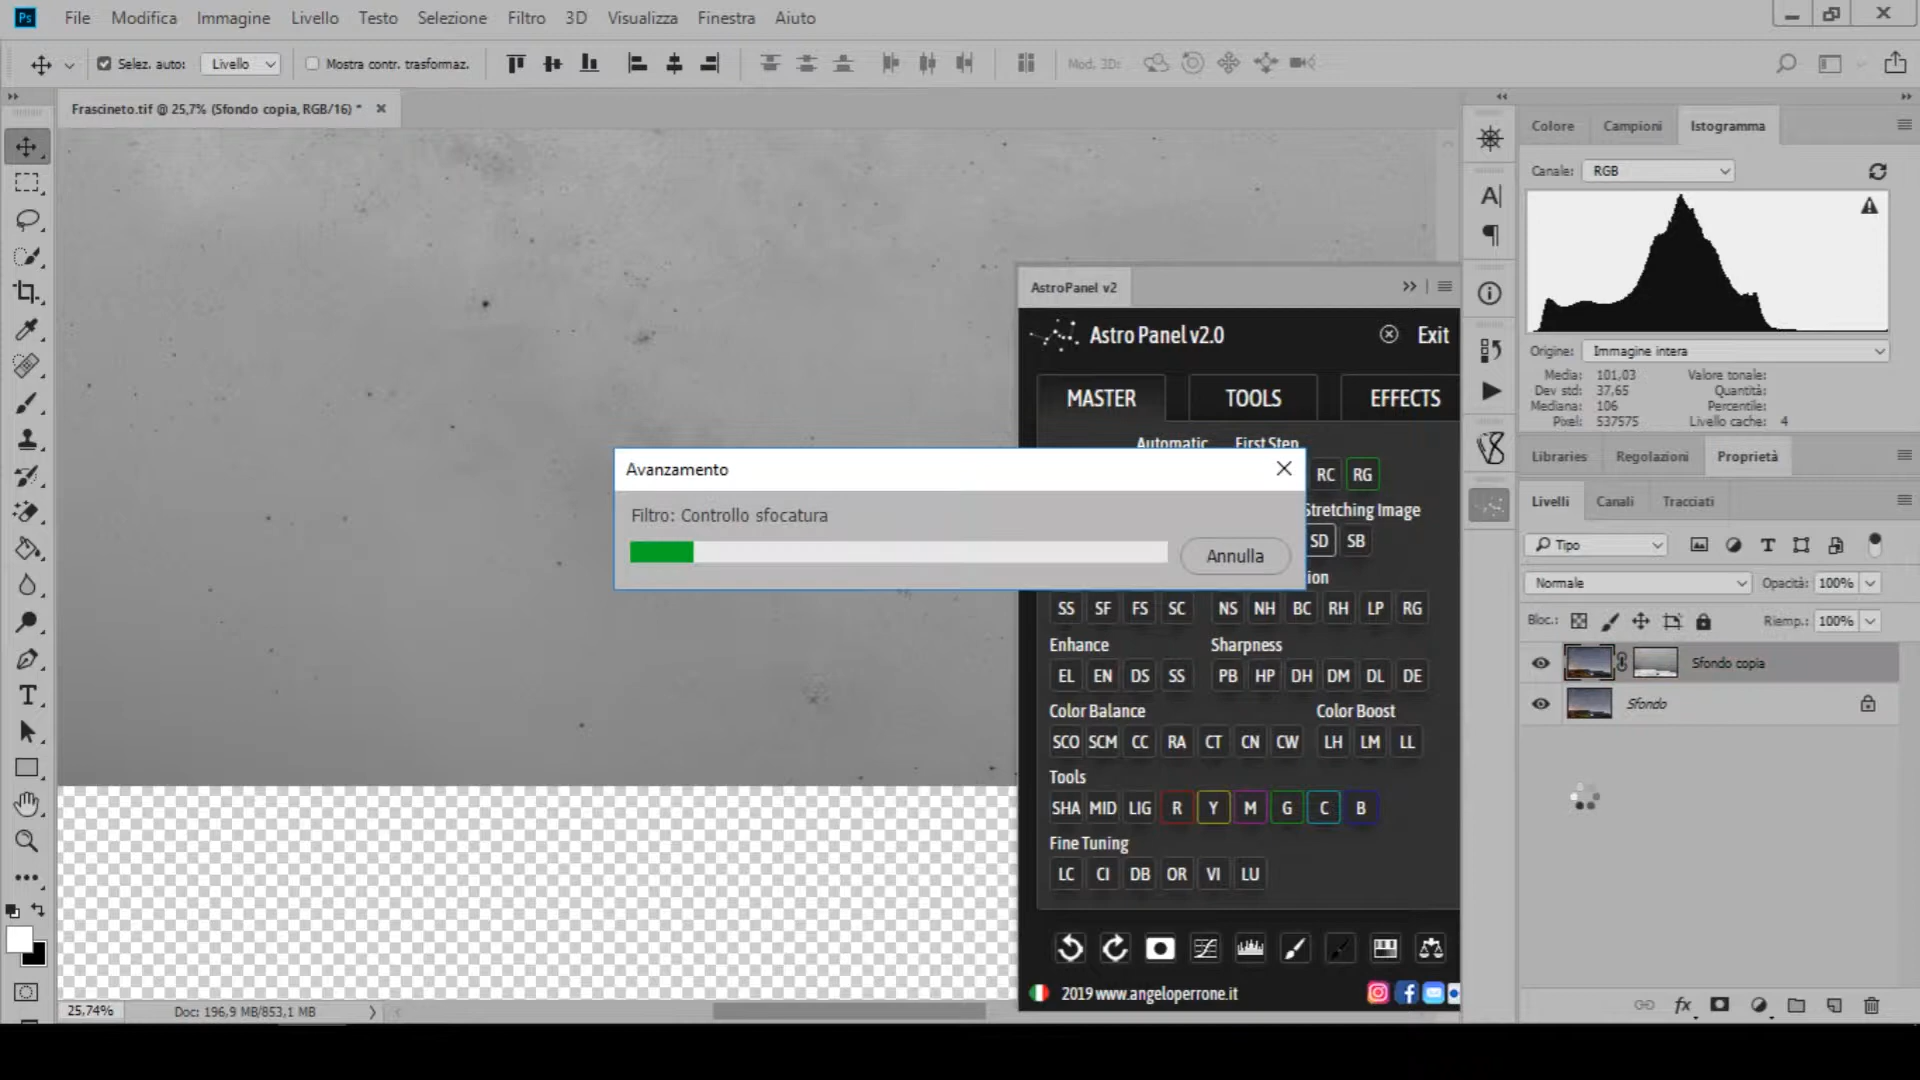 Ps File Modifica Immagine Livello Testo Selezione Filtro 3D Visualizza Finestra Aiuto
Selez. auto: Livello Mostra contr. trasformaz. Mod. 3D:
Frascineto.tif @ 25,7% (Sfondo copia, RGB/16) *
Colore Campioni Istogramma
Canale: RGB
Origine: Immagine intera
Media: 101,03 Valore tonale:
Dev std: 37,65 Quantità:
Mediana: 106 Percentile:
Pixel: 537575 Livello cache: 4
Libraries Regolazioni Proprietà
Livelli Canali Tracciati
Tipo
Normale Opacità: 100%
Bloc.: Riemp.: 100%
Sfondo copia
Sfondo
AstroPanel v2
Astro Panel v2.0 Exit
MASTER TOOLS EFFECTS
Automatic First Step
RC RG
Stretching Image
SD SB
Avanzamento
Filtro: Controllo sfocatura
Annulla
ion
SS SF FS SC NS NH BC RH LP RG
Enhance Sharpness
EL EN DS SS PB HP DH DM DL DE
Color Balance Color Boost
SCO SCM CC RA CT CN CW LH LM LL
Tools
SHA MID LIG R Y M G C B
Fine Tuning
LC CI DB OR VI LU
2019 www.angeloperrone.it
25,74% Doc: 196,9 MB/853,1 MB
fx